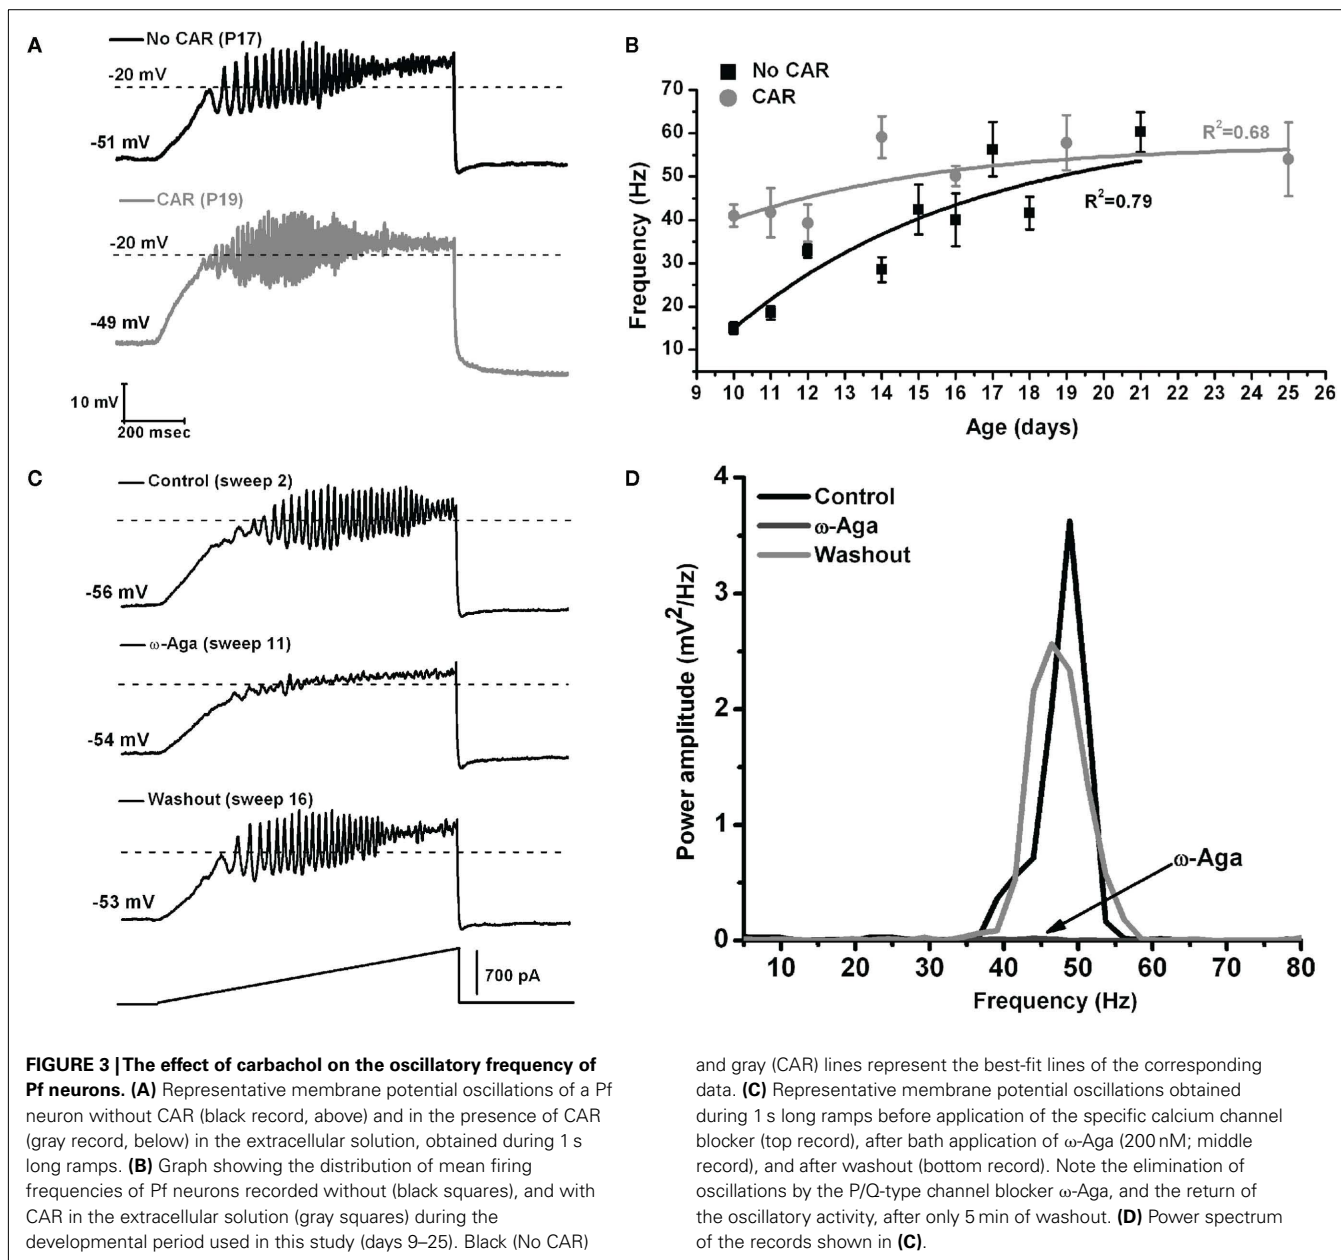 A
No CAR (P17)
-20 mV
-51 mV
CAR (P19)
-20 mV
-49 mV
10 mV
200 msec
B
No CAR
CAR
R²=0.68
R²=0.79
Frequency (Hz)
70
60
50
40
30
20
10
9 10 11 12 13 14 15 16 17 18 19 20 21 22 23 24 25 26
Age (days)
C
Control (sweep 2)
-56 mV
ω-Aga (sweep 11)
-54 mV
Washout (sweep 16)
-53 mV
700 pA
D
Control
ω-Aga
Washout
ω-Aga
Power amplitude (mV²/Hz)
4
3
2
1
0
10 20 30 40 50 60 70 80
Frequency (Hz)
FIGURE 3 | The effect of carbachol on the oscillatory frequency of
Pf neurons. (A) Representative membrane potential oscillations of a Pf
neuron without CAR (black record, above) and in the presence of CAR
(gray record, below) in the extracellular solution, obtained during 1 s
long ramps. (B) Graph showing the distribution of mean firing
frequencies of Pf neurons recorded without (black squares), and with
CAR in the extracellular solution (gray squares) during the
developmental period used in this study (days 9–25). Black (No CAR)
and gray (CAR) lines represent the best-fit lines of the corresponding
data. (C) Representative membrane potential oscillations obtained
during 1 s long ramps before application of the specific calcium channel
blocker (top record), after bath application of ω-Aga (200 nM; middle
record), and after washout (bottom record). Note the elimination of
oscillations by the P/Q-type channel blocker ω-Aga, and the return of
the oscillatory activity, after only 5 min of washout. (D) Power spectrum
of the records shown in (C).